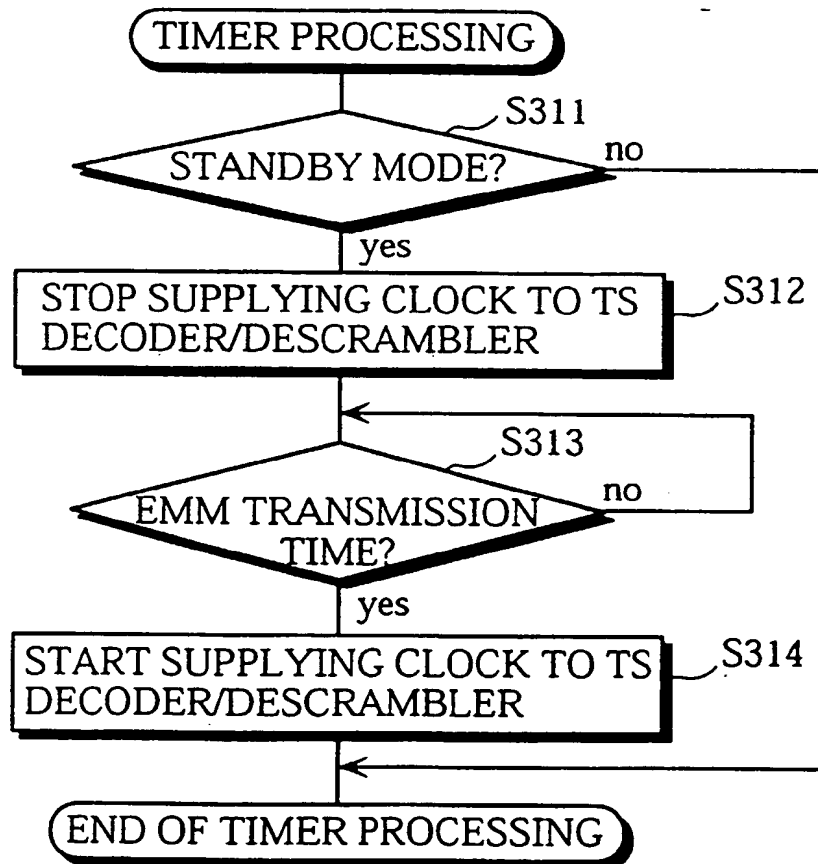 TIMER PROCESSING
S311
STANDBY MODE?
no
yes
STOP SUPPLYING CLOCK TO TS
DECODER/DESCRAMBLER
S312
S313
EMM TRANSMISSION
TIME?
no
yes
START SUPPLYING CLOCK TO TS
DECODER/DESCRAMBLER
S314
END OF TIMER PROCESSING